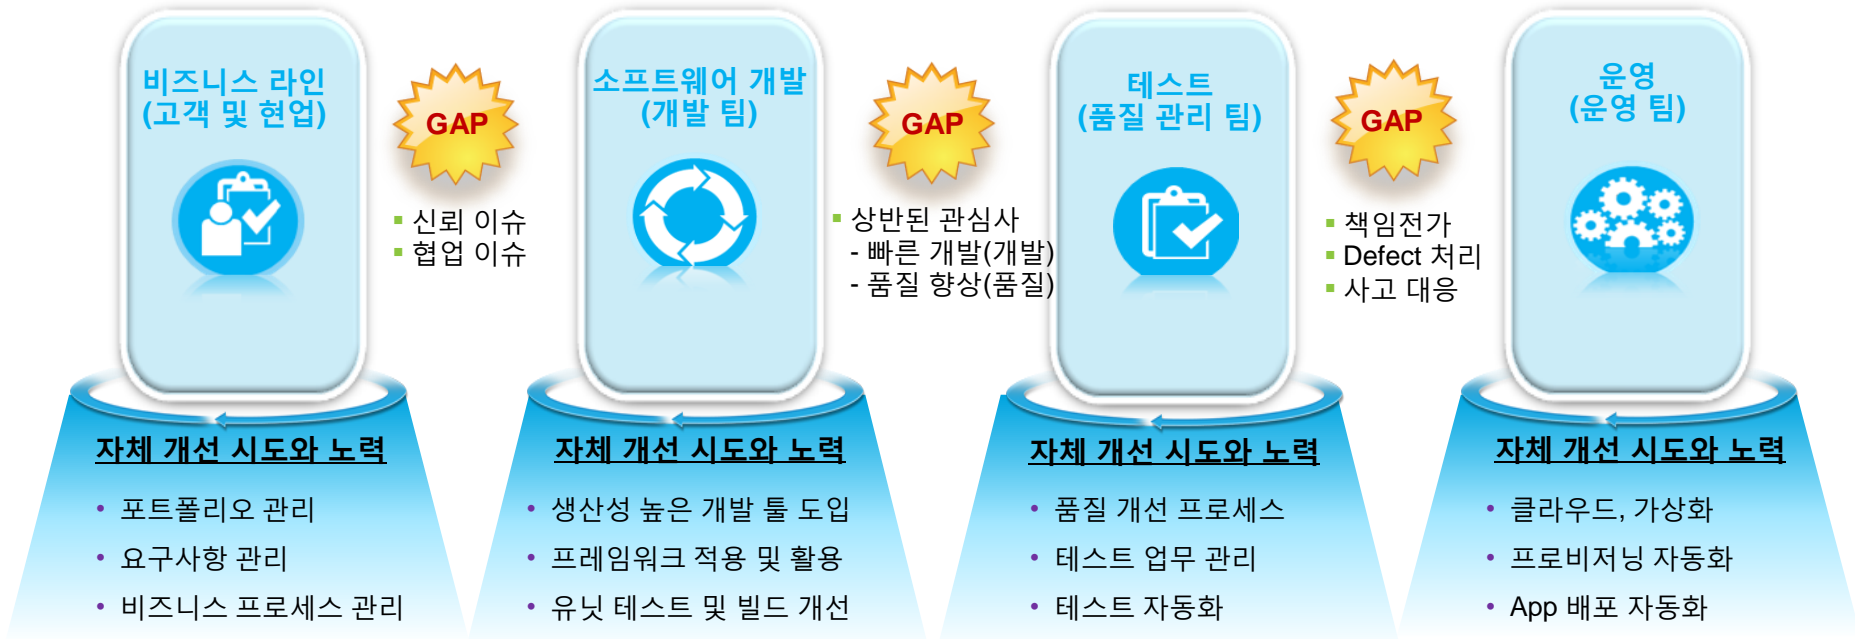 비즈니스 라인
(고객 및 현업)
GAP
▪ 신뢰 이슈
▪ 협업 이슈
소프트웨어 개발
(개발 팀)
GAP
▪ 상반된 관심사
- 빠른 개발(개발)
- 품질 향상(품질)
테스트
(품질 관리 팀)
GAP
▪ 책임전가
▪ Defect 처리
▪ 사고 대응
운영
(운영 팀)
자체 개선 시도와 노력
• 포트폴리오 관리
• 요구사항 관리
• 비즈니스 프로세스 관리
자체 개선 시도와 노력
• 생산성 높은 개발 툴 도입
• 프레임워크 적용 및 활용
• 유닛 테스트 및 빌드 개선
자체 개선 시도와 노력
• 품질 개선 프로세스
• 테스트 업무 관리
• 테스트 자동화
자체 개선 시도와 노력
• 클라우드, 가상화
• 프로비저닝 자동화
• App 배포 자동화